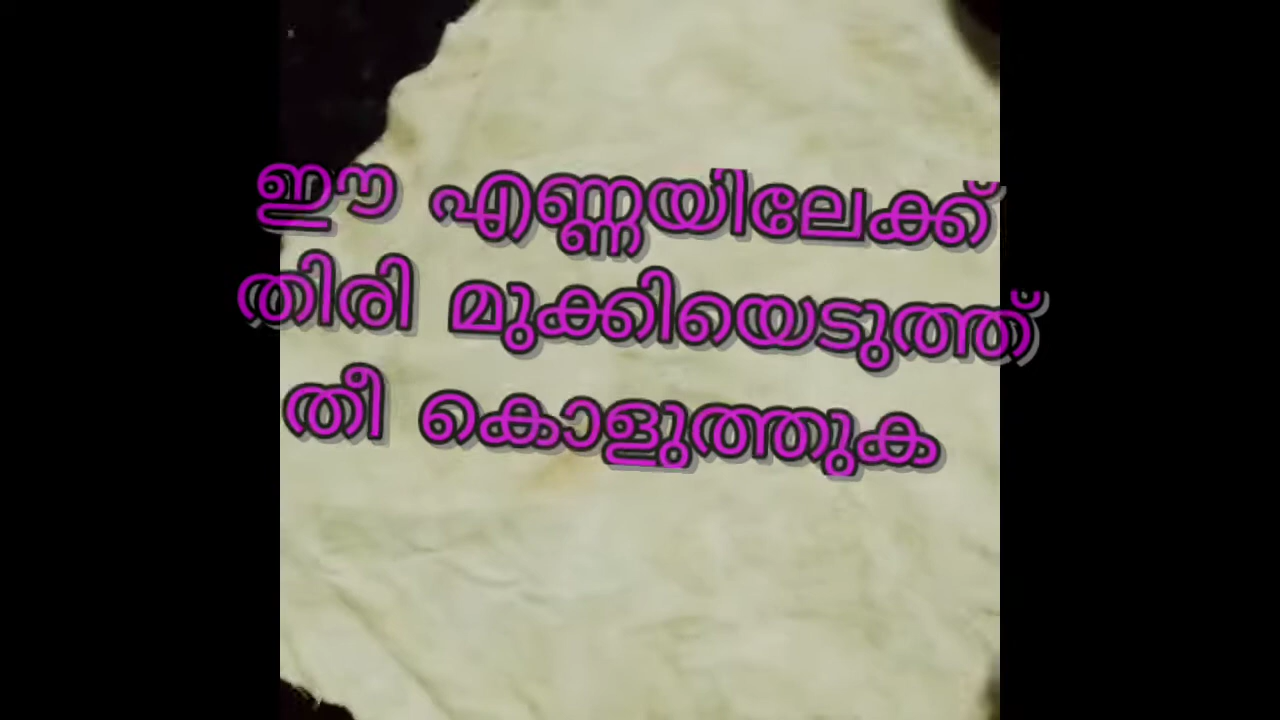 ഈ എണ്ണയിലേക്ക്
തിരി മുക്കിയെടുത്ത്
തീ കൊളുത്തുക